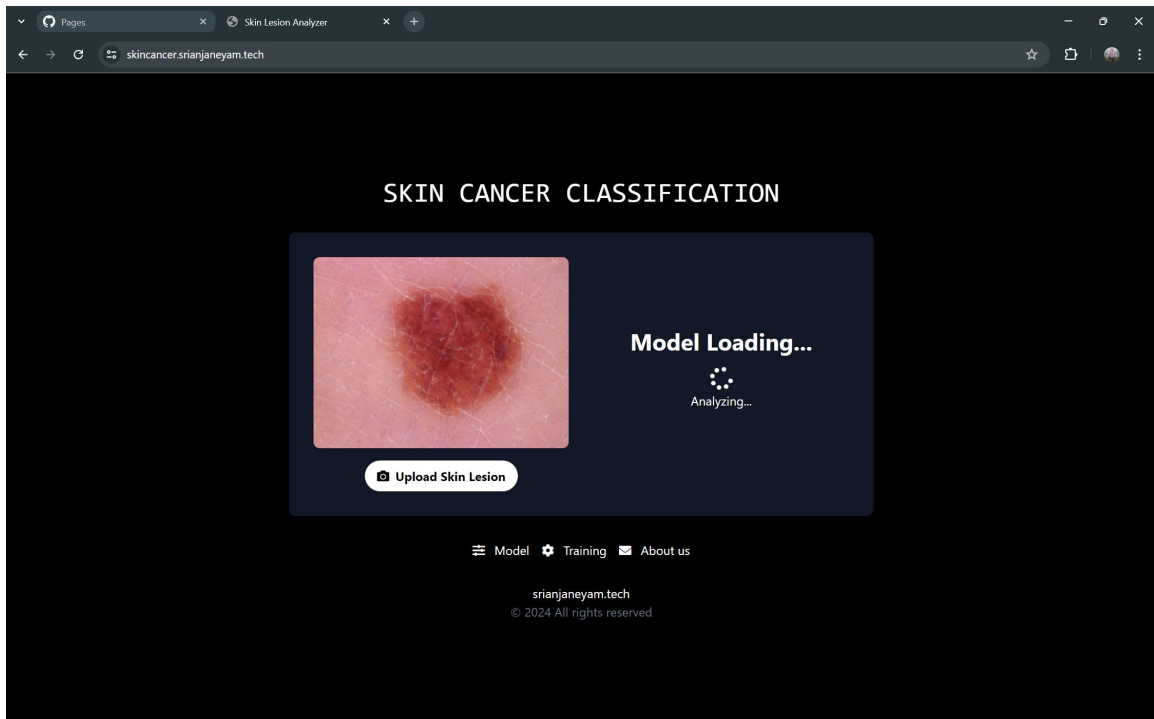 Pages
Skin Lesion Analyzer
skincancer.srianjaneyam.tech
SKIN CANCER CLASSIFICATION
Model Loading...
Analyzing...
Upload Skin Lesion
Model Training About us
srianjaneyam.tech
© 2024 All rights reserved